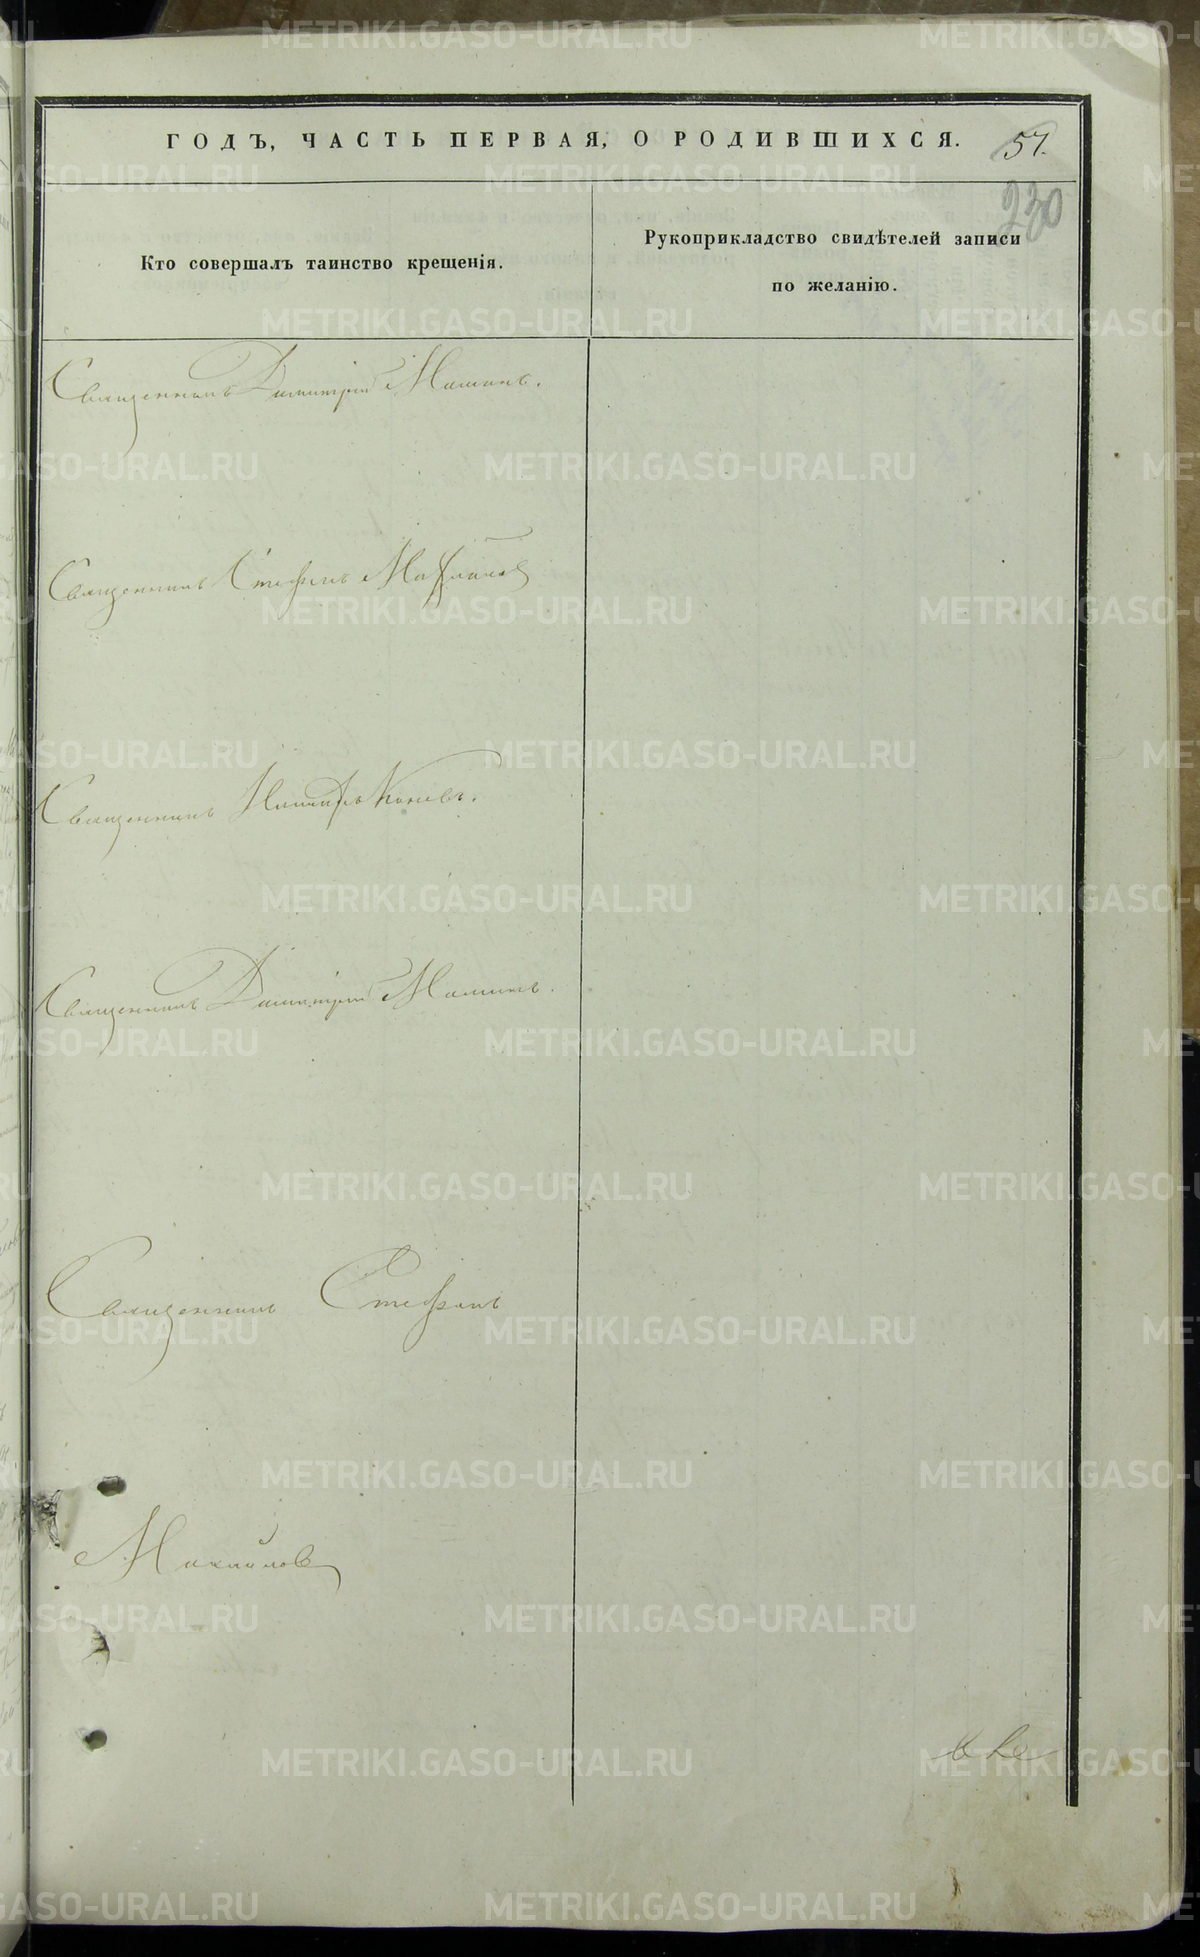 ГОДЪ, ЧАСТЬ ПЕРВАЯ, О РОДИВШИХСЯ.
57.
230
Кто совершалъ таинство крещенія.
Рукоприкладство свидѣтелей записи
по желанію.
Священникъ Димитрій
Священникъ Стефанъ
Священникъ
Священникъ Димитрій
Священникъ Стефанъ
Михайловъ
METRIKI.GASO-URAL.RU